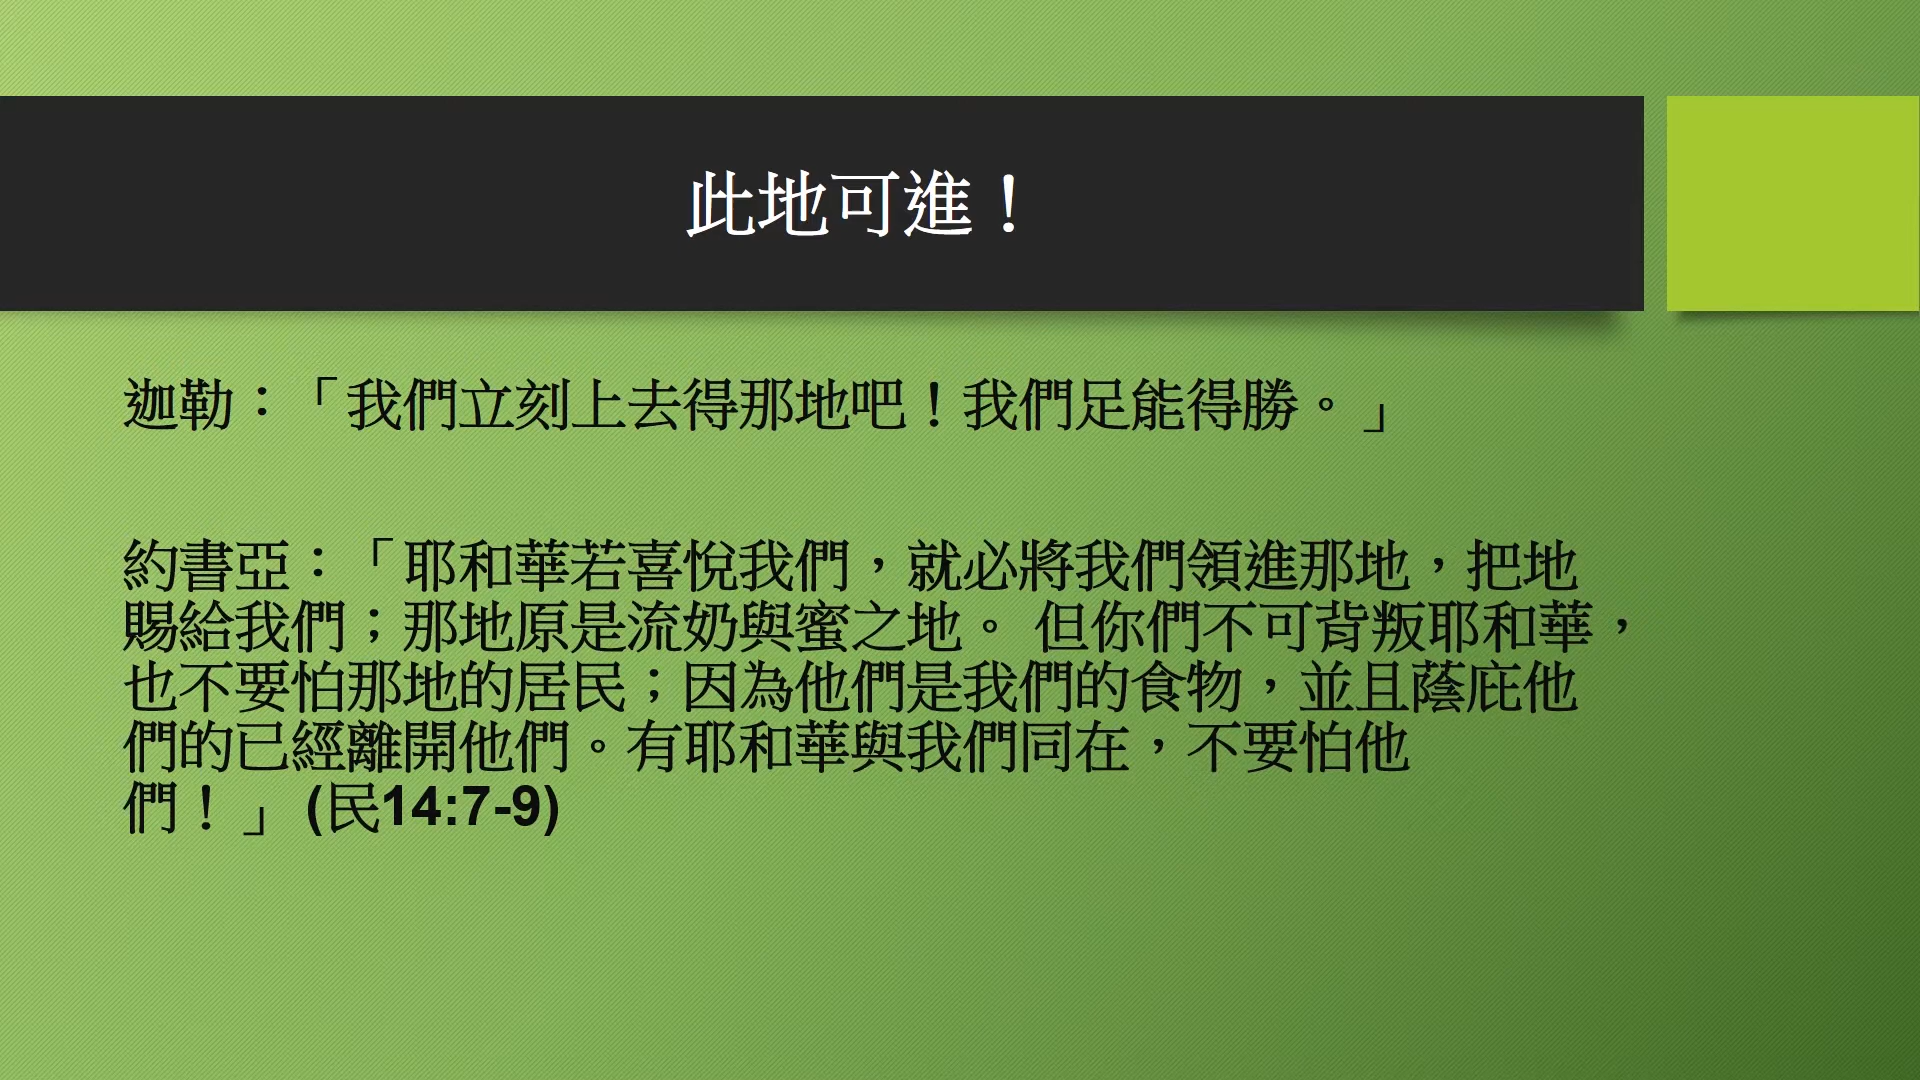 此地可進！
迦勒：「我們立刻上去得那地吧！我們足能得勝。」
約書亞：「耶和華若喜悅我們，就必將我們領進那地，把地
賜給我們；那地原是流奶與蜜之地。 但你們不可背叛耶和華，
也不要怕那地的居民；因為他們是我們的食物，並且蔭庇他
們的已經離開他們。有耶和華與我們同在，不要怕他
們！」 (民14:7-9)